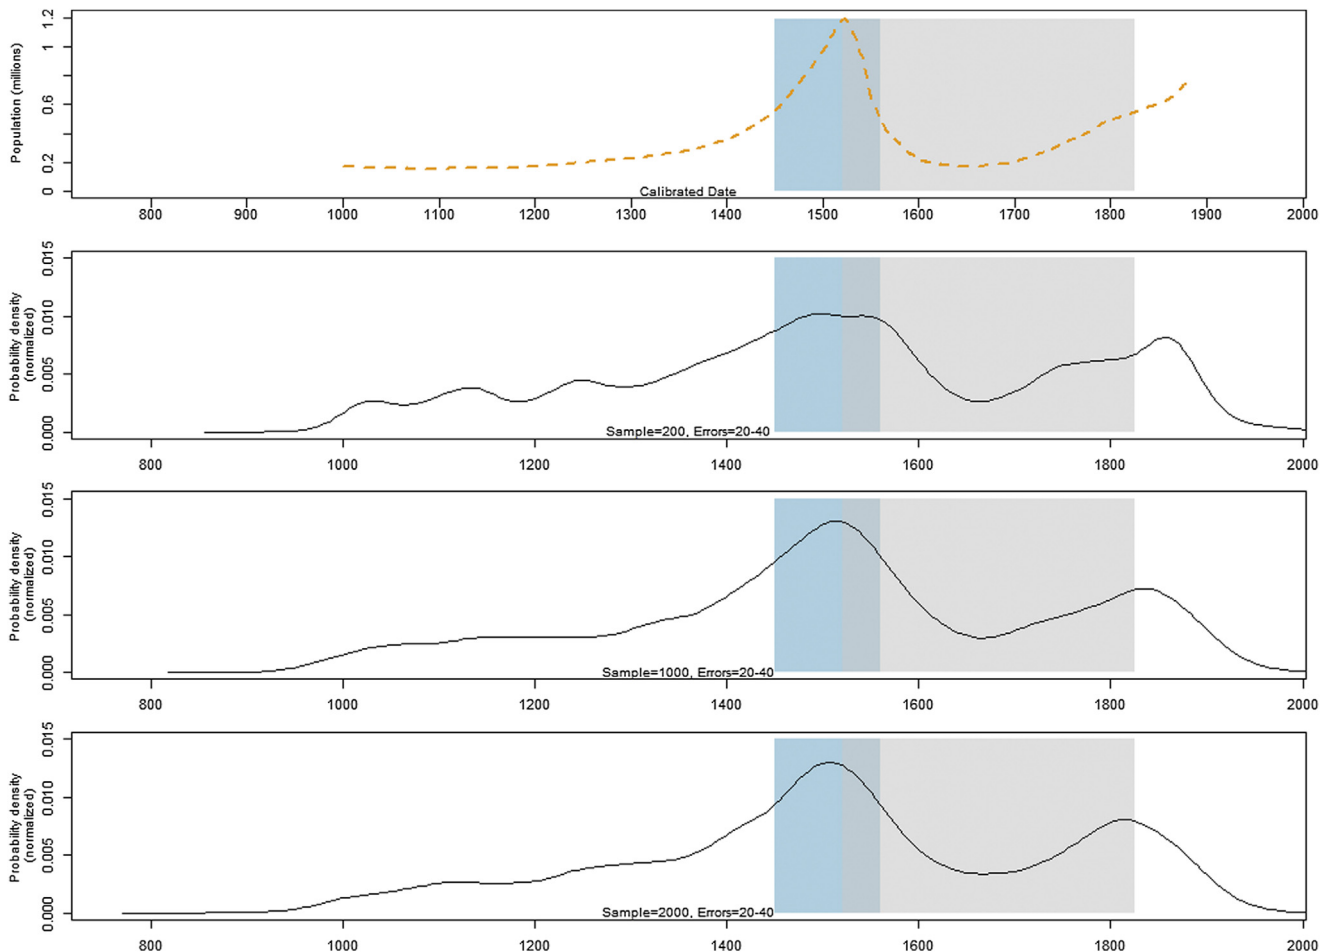 Population (millions)
1.2
1
0.6
0.2
0
Calibrated Date
800 900 1000 1100 1200 1300 1400 1500 1600 1700 1800 1900 2000
Probability density
(normalized)
0.015
0.010
0.005
0.000
Sample=200, Errors=20-40
800 1000 1200 1400 1600 1800 2000
Probability density
(normalized)
0.015
0.010
0.005
0.000
Sample=1000, Errors=20-40
800 1000 1200 1400 1600 1800 2000
Probability density
(normalized)
0.015
0.010
0.005
0.000
Sample=2000, Errors=20-40
800 1000 1200 1400 1600 1800 2000